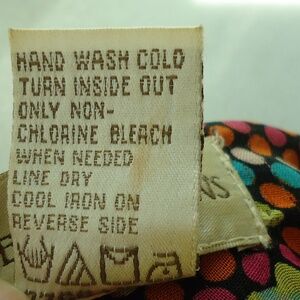 HAND WASH COLD
TURN INSIDE OUT
ONLY NON-
CHLORINE BLEACH
WHEN NEEDED
LINE DRY
COOL IRON ON
REVERSE SIDE